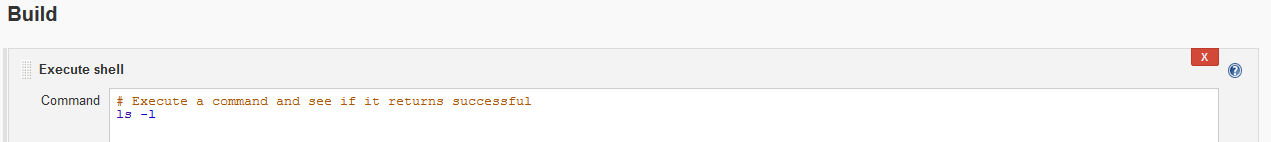 Build
X
Execute shell
?
Command
# Execute a command and see if it returns successful
ls -l